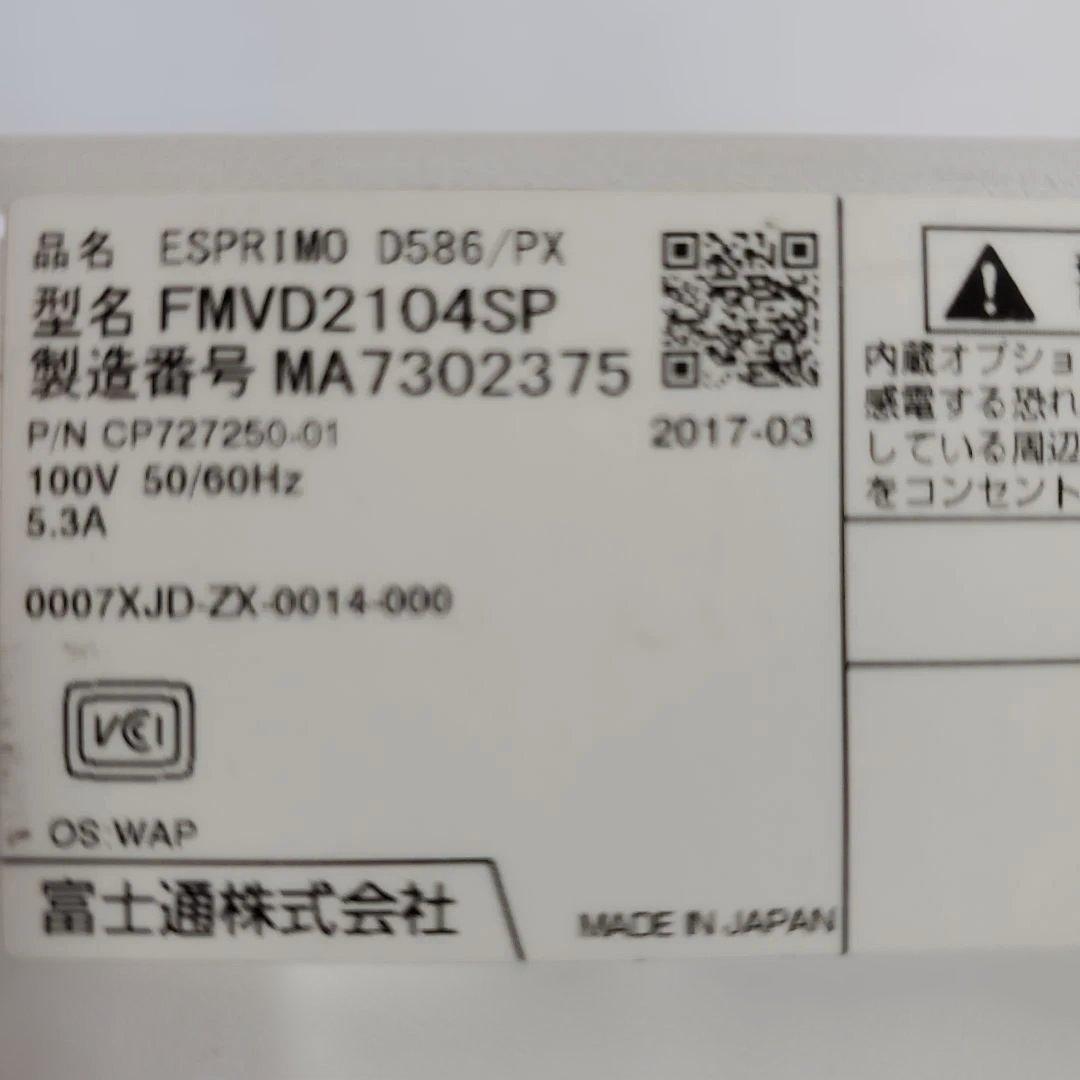 品名 ESPRIMO D586/PX
型名 FMVD2104SP
製造番号 MA7302375
P/N CP727250-01
2017-03
100V 50/60Hz
5.3A
0007XJD-ZX-0014-000
VCCI
OS:WAP
富士通株式会社
MADE IN JAPAN
内蔵オプショ
感電する恐れ
している周辺
をコンセント